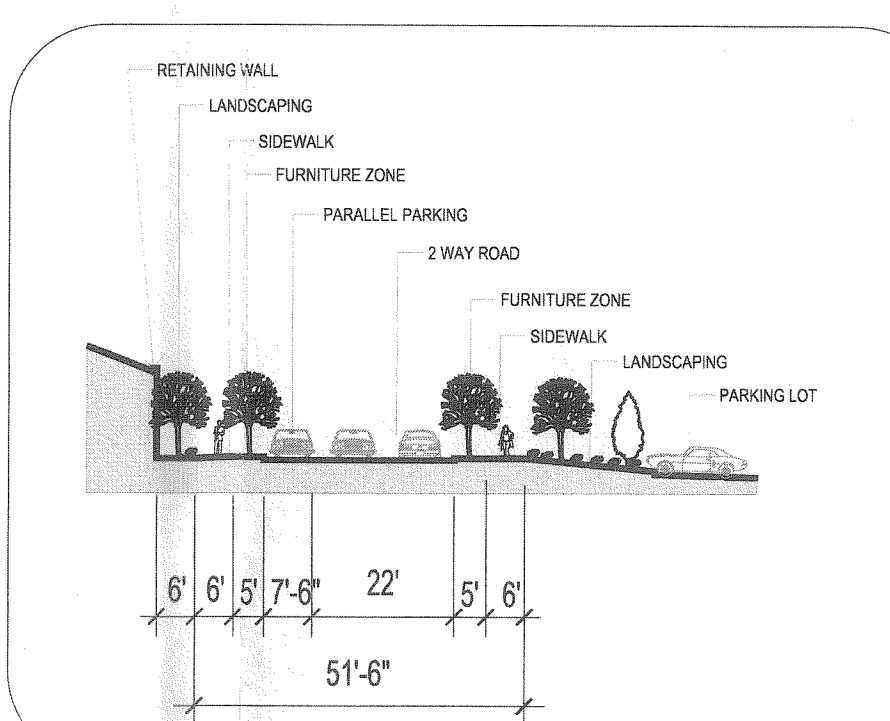 RETAINING WALL
LANDSCAPING
SIDEWALK
FURNITURE ZONE
PARALLEL PARKING
2 WAY ROAD
FURNITURE ZONE
SIDEWALK
LANDSCAPING
PARKING LOT
6' 6' 5' 7'-6" 22' 5' 6'
51'-6"